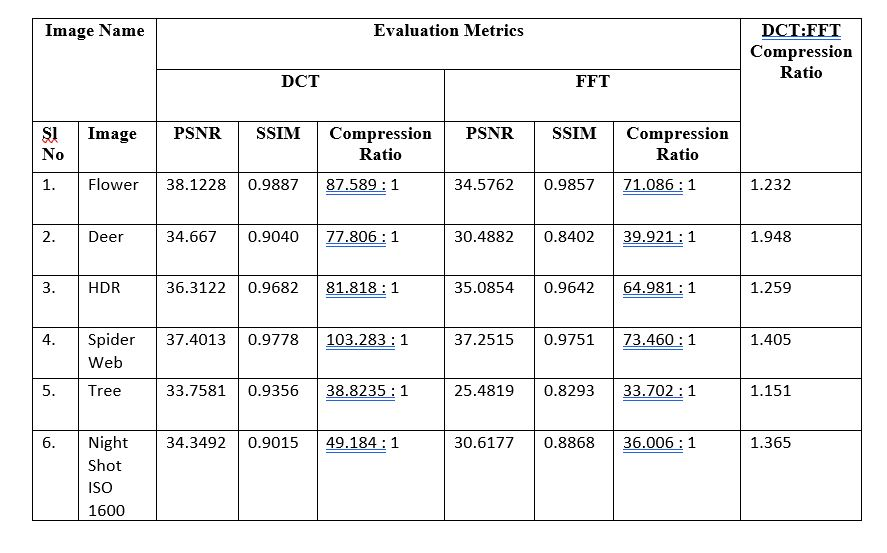 Image Name Evaluation Metrics DCT:FFT
Compression
Ratio
DCT FFT
Sl
No Image PSNR SSIM Compression
Ratio PSNR SSIM Compression
Ratio
1. Flower 38.1228 0.9887 87.589 : 1 34.5762 0.9857 71.086 : 1 1.232
2. Deer 34.667 0.9040 77.806 : 1 30.4882 0.8402 39.921 : 1 1.948
3. HDR 36.3122 0.9682 81.818 : 1 35.0854 0.9642 64.981 : 1 1.259
4. Spider 37.4013 0.9778 103.283 : 1 37.2515 0.9751 73.460 : 1 1.405
Web
5. Tree 33.7581 0.9356 38.8235 : 1 25.4819 0.8293 33.702 : 1 1.151
6. Night 34.3492 0.9015 49.184 : 1 30.6177 0.8868 36.006 : 1 1.365
Shot
ISO
1600